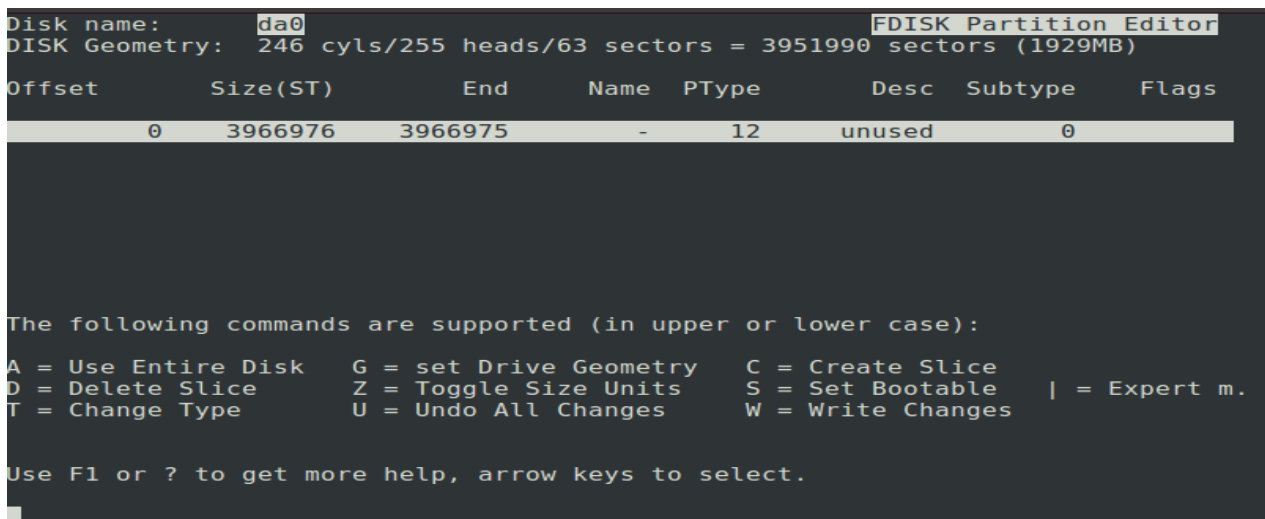 Disk name: da0 FDISK Partition Editor
DISK Geometry: 246 cyls/255 heads/63 sectors = 3951990 sectors (1929MB)
Offset Size(ST) End Name PType Desc Subtype Flags
0 3966976 3966975 - 12 unused 0
The following commands are supported (in upper or lower case):
A = Use Entire Disk G = set Drive Geometry C = Create Slice
D = Delete Slice Z = Toggle Size Units S = Set Bootable | = Expert m.
T = Change Type U = Undo All Changes W = Write Changes
Use F1 or ? to get more help, arrow keys to select.